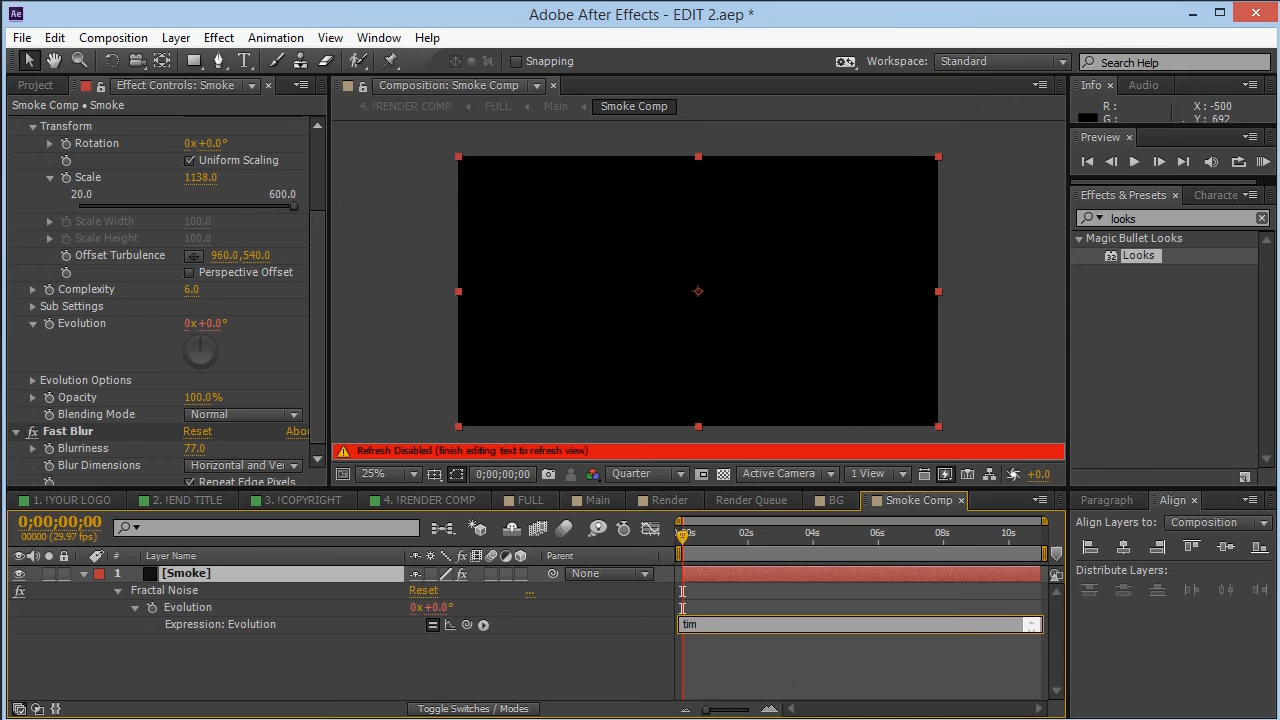 Ae
Adobe After Effects - EDIT 2.aep *
File Edit Composition Layer Effect Animation View Window Help
Snapping
Workspace: Standard
Search Help
Project Effect Controls: Smoke
Smoke Comp • Smoke
Transform
Rotation 0x+0.0°
Uniform Scaling
Scale 1138.0
20.0 600.0
Scale Width 100.0
Scale Height 100.0
Offset Turbulence 960.0,540.0
Perspective Offset
Complexity 6.0
Sub Settings
Evolution 0x+0.0°
Evolution Options
Opacity 100.0%
Blending Mode Normal
Fast Blur Reset Abo
Blurriness 77.0
Blur Dimensions Horizontal and Ve
Repeat Edge Pixels
Composition: Smoke Comp
4. !RENDER COMP FULL Main Smoke Comp
Refresh Disabled (finish editing text to refresh view)
25% 0;00;00;00 Quarter Active Camera 1 View +0.0
Info Audio
R : X : -500
G : Y : 692
Preview
Effects & Presets Characte
looks
Magic Bullet Looks
32 Looks
1. !YOUR LOGO 2. !END TITLE 3. !COPYRIGHT 4. !RENDER COMP FULL Main Render Render Queue BG Smoke Comp
0;00;00;00
00000 (29.97 fps)
# Layer Name Parent
1 [Smoke] None
Fractal Noise Reset ...
Evolution 0x+0.0°
Expression: Evolution
00s 02s 04s 06s 08s 10s
tim
Toggle Switches / Modes
Paragraph Align
Align Layers to: Composition
Distribute Layers: